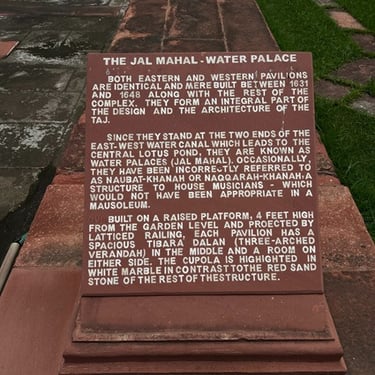 THE JAL MAHAL - WATER PALACE
BOTH EASTERN AND WESTERN PAVILIONS
ARE IDENTICAL AND MERE BUILT BETWEEN 1631
AND 1648 ALONG WITH THE REST OF THE
COMPLEX. THEY FORM AN INTEGRAL PART OF
THE DESIGN AND THE ARCHITECTURE OF THE
TAJ.
SINCE THEY STAND AT THE TWO ENDS OF THE
EAST-WEST WATER CANAL WHICH LEADS TO THE
CENTRAL LOTUS POND, THEY ARE KNOWN AS
WATER PALACES (JAL MAHAL). OCCASIONALLY,
THEY HAVE BEEN INCORRECTLY REFERRED TO
AS NAUBAT-KHANAH OR NAQQARAH-KHANAH, A
STRUCTURE TO HOUSE MUSICIANS - WHICH
WOULD NOT HAVE BEEN APPROPRIATE IN A
MAUSOLEUM.
BUILT ON A RAISED PLATFORM, 4 FEET HIGH
FROM THE GARDEN LEVEL AND PROECTED BY
LATTICED RAILING, EACH PAVILION HAS A
SPACIOUS TIBARA DALAN (THREE-ARCHED
VERANDAH) IN THE MIDDLE AND A ROOM ON
EITHER SIDE. THE CUPOLA IS HIGHIGHTED IN
WHITE MARBLE IN CONTRAST TO THE RED SAND
STONE OF THE REST OF THESTRUCTURE.